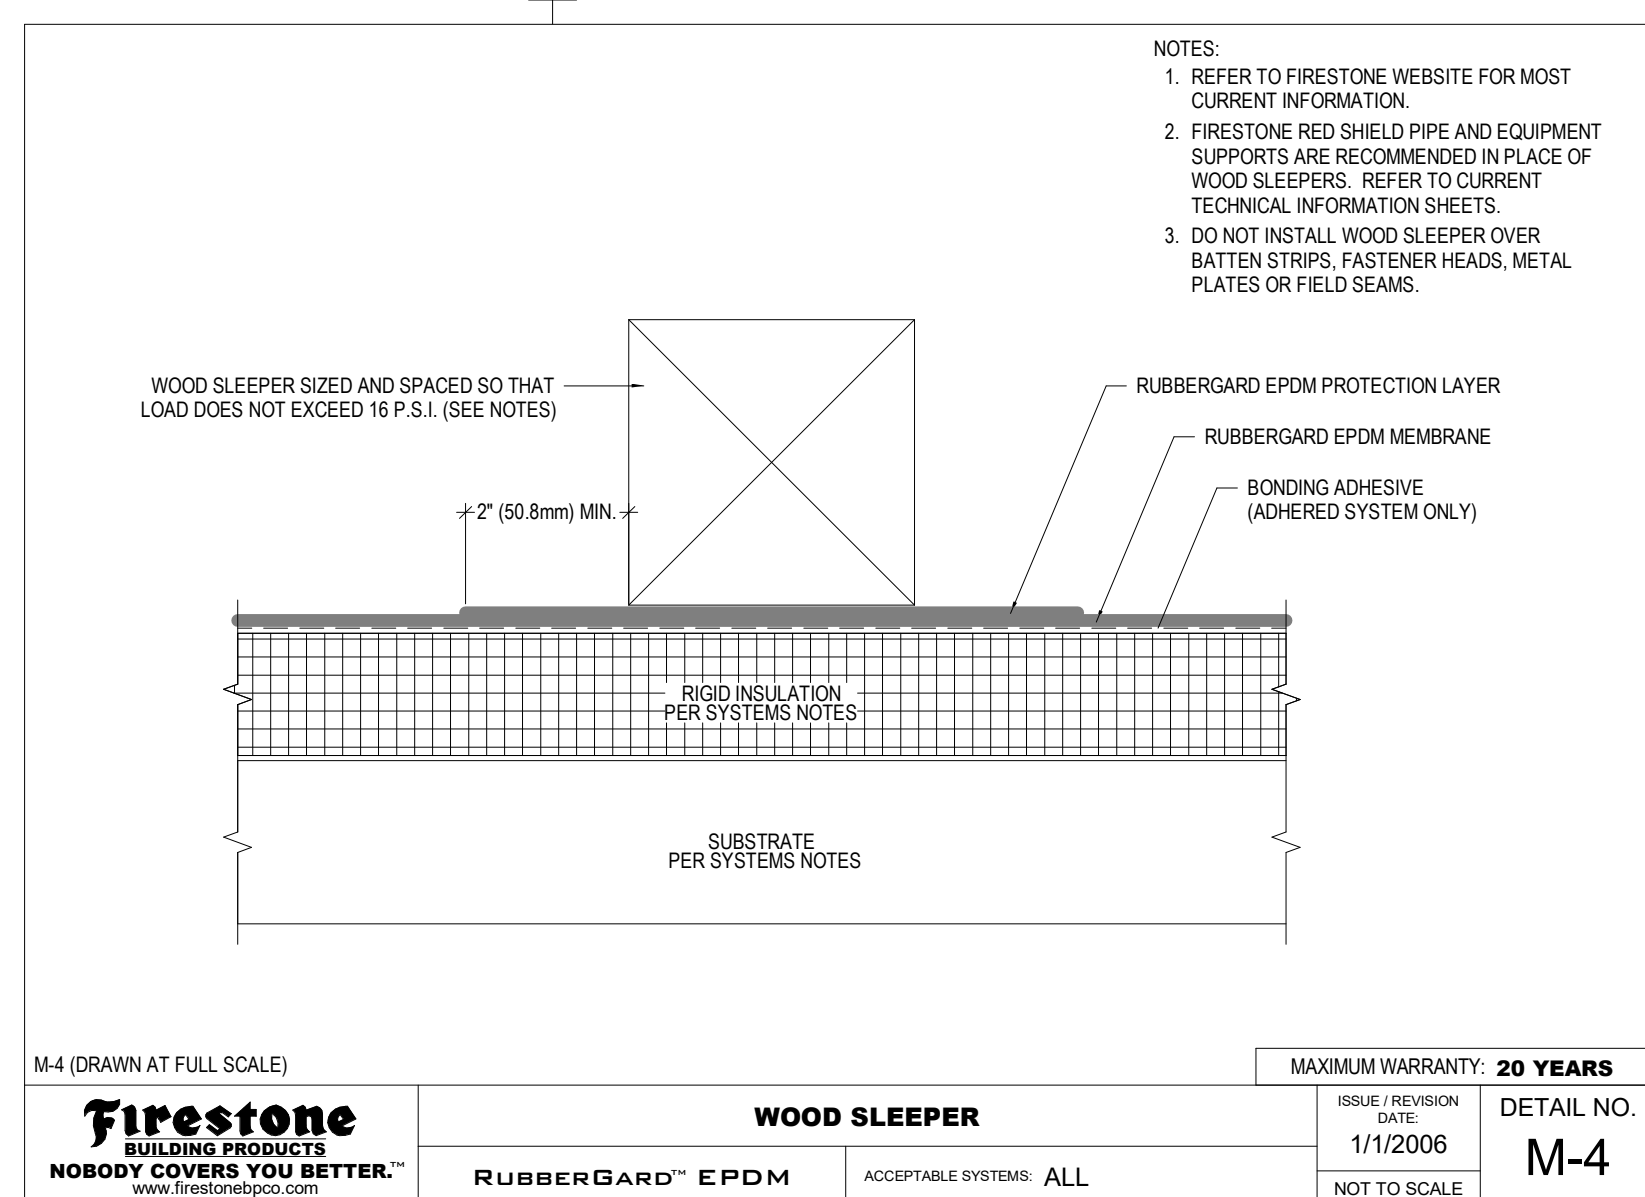 NOTES:
1. REFER TO FIRESTONE WEBSITE FOR MOST
CURRENT INFORMATION.
2. FIRESTONE RED SHIELD PIPE AND EQUIPMENT
SUPPORTS ARE RECOMMENDED IN PLACE OF
WOOD SLEEPERS. REFER TO CURRENT
TECHNICAL INFORMATION SHEETS.
3. DO NOT INSTALL WOOD SLEEPER OVER
BATTEN STRIPS, FASTENER HEADS, METAL
PLATES OR FIELD SEAMS.
WOOD SLEEPER SIZED AND SPACED SO THAT
LOAD DOES NOT EXCEED 16 P.S.I. (SEE NOTES)
RUBBERGARD EPDM PROTECTION LAYER
RUBBERGARD EPDM MEMBRANE
BONDING ADHESIVE
(ADHERED SYSTEM ONLY)
2" (50.8mm) MIN.
RIGID INSULATION
PER SYSTEMS NOTES
SUBSTRATE
PER SYSTEMS NOTES
M-4 (DRAWN AT FULL SCALE)
MAXIMUM WARRANTY: 20 YEARS
Firestone
BUILDING PRODUCTS
NOBODY COVERS YOU BETTER.™
www.firestonebpco.com
WOOD SLEEPER
RUBBERGARD™ EPDM
ACCEPTABLE SYSTEMS: ALL
ISSUE / REVISION
DATE:
1/1/2006
NOT TO SCALE
DETAIL NO.
M-4